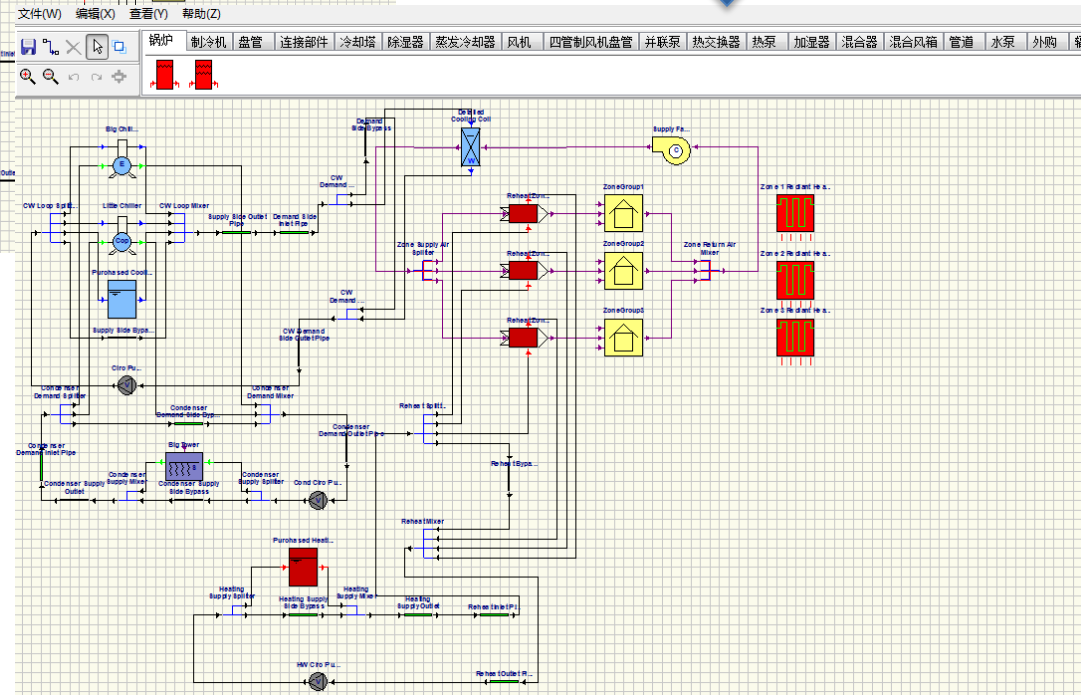 文件(W) 编辑(X) 查看(Y) 帮助(Z)
锅炉 制冷机 盘管 连接部件 冷却塔 除湿器 蒸发冷却器 风机 四管制风机盘管 并联泵 热交换器 热泵 加湿器 混合器 混合风箱 管道 水泵 外购
Detailed
Cooling Coil
Demand
Side Bypass
Big Chill...
Supply Fa...
CW
Demand ...
Zone 1 Radiant Hea..
Reheat Zon...
ZoneGroup1
CW Loop Split..
Little Chiller
CW Loop Mixer
Supply Side Outlet
Pipe
Demand Side
Inlet Pipe
E
C
W
Cop
Zone Supply Air
Splitter
Reheat Zon...
ZoneGroup2
Zone Return Air
Mixer
Zone 2 Radiant Hea..
Purchased Cooli...
CW
Demand ...
Zone 3 Radiant Hea..
Reheat Zon...
ZoneGroup3
Supply Side Bypa...
CW Demand
Side Outlet Pipe
Circ Pu...
Condenser
Demand Splitter
Condenser
Demand Mixer
Condenser
Demand Side Byp...
Reheat Split..
Condenser
Demand Outlet Pipe
Condenser
Demand Inlet Pipe
Big Tower
Reheat Bypa...
Condenser
Supply Mixer
Condenser
Supply Splitter
Condenser Supply
Outlet
Condenser Supply
Side Bypass
Cond Circ Pu...
Reheat Mixer
Purchased Heati...
Heating
Supply Splitter
Heating Supply
Side Bypass
Heating
Supply Mixer
Heating
Supply Outlet
Reheat Inlet Pi...
HW Circ Pu...
Reheat Outlet P...